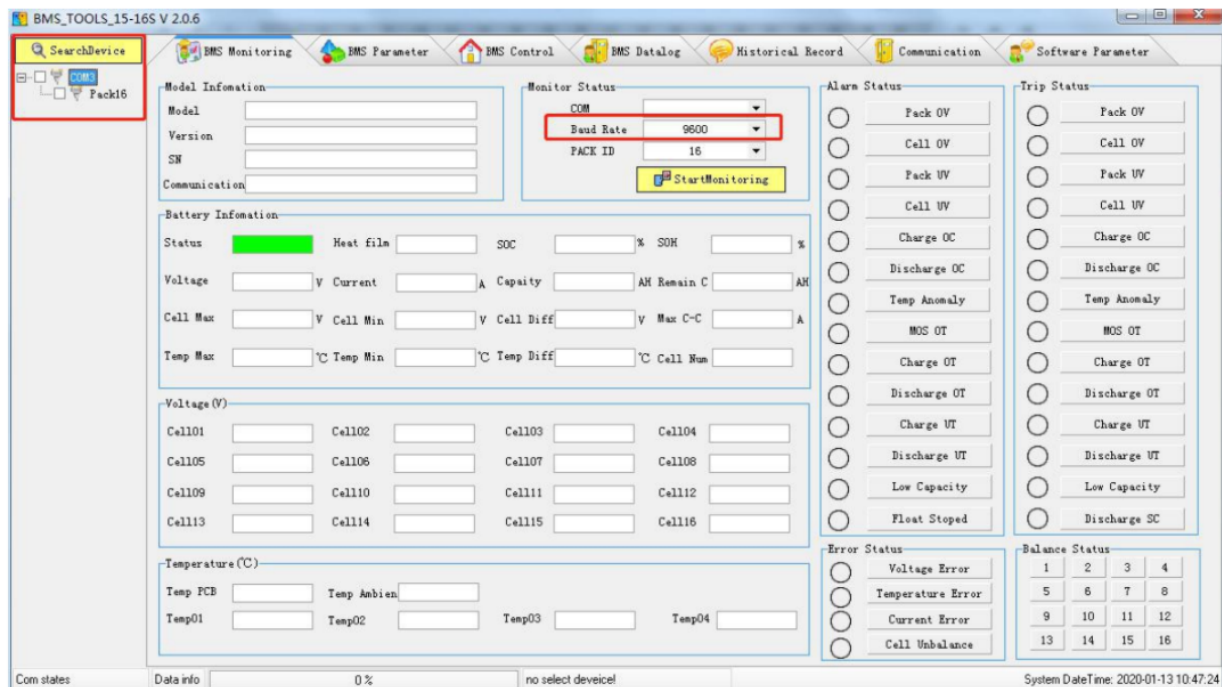 BMS_TOOLS_15-16S V 2.0.6
SearchDevice
BMS Monitoring
BMS Parameter
BMS Control
BMS Datalog
Historical Record
Communication
Software Parameter
COM3
Pack16
Model Infomation
Model
Version
SN
Communication
Monitor Status
COM
Baud Rate 9600
PACK ID 16
StartMonitoring
Battery Infomation
Status Heat film SOC % SOH %
Voltage V Current A Capaity AH Remain C AH
Cell Max V Cell Min V Cell Diff V Max C-C A
Temp Max ℃ Temp Min ℃ Temp Diff ℃ Cell Num
Voltage(V)
Cell01 Cell02 Cell03 Cell04
Cell05 Cell06 Cell07 Cell08
Cell09 Cell10 Cell11 Cell12
Cell13 Cell14 Cell15 Cell16
Temperature(℃)
Temp PCB Temp Ambien
Temp01 Temp02 Temp03 Temp04
Alarm Status
Pack OV
Cell OV
Pack UV
Cell UV
Charge OC
Discharge OC
Temp Anomaly
MOS OT
Charge OT
Discharge OT
Charge UT
Discharge UT
Low Capacity
Float Stoped
Trip Status
Pack OV
Cell OV
Pack UV
Cell UV
Charge OC
Discharge OC
Temp Anomaly
MOS OT
Charge OT
Discharge OT
Charge UT
Discharge UT
Low Capacity
Discharge SC
Error Status
Voltage Error
Temperature Error
Current Error
Cell Unbalance
Balance Status
1 2 3 4
5 6 7 8
9 10 11 12
13 14 15 16
Com states
Data info
0 %
no select deveice!
System DateTime: 2020-01-13 10:47:24